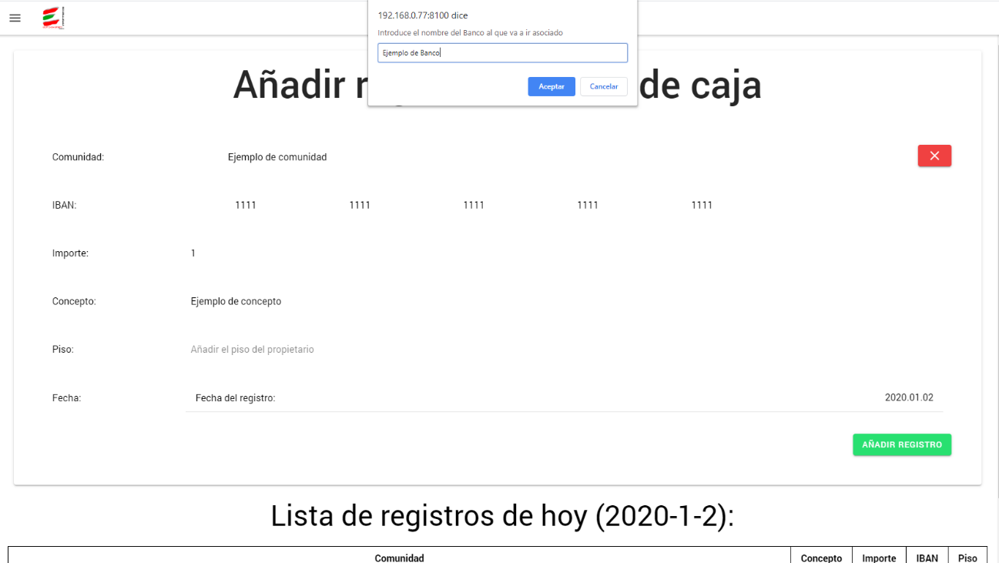 192.168.0.77:8100 dice
Introduce el nombre del Banco al que va a ir asociado
Ejemplo de Banco
Aceptar Cancelar
Añadir de caja
Comunidad: Ejemplo de comunidad
IBAN: 1111 1111 1111 1111 1111
Importe: 1
Concepto: Ejemplo de concepto
Piso: Añadir el piso del propietario
Fecha: Fecha del registro: 2020.01.02
AÑADIR REGISTRO
Lista de registros de hoy (2020-1-2):
Comunidad Concepto Importe IBAN Piso